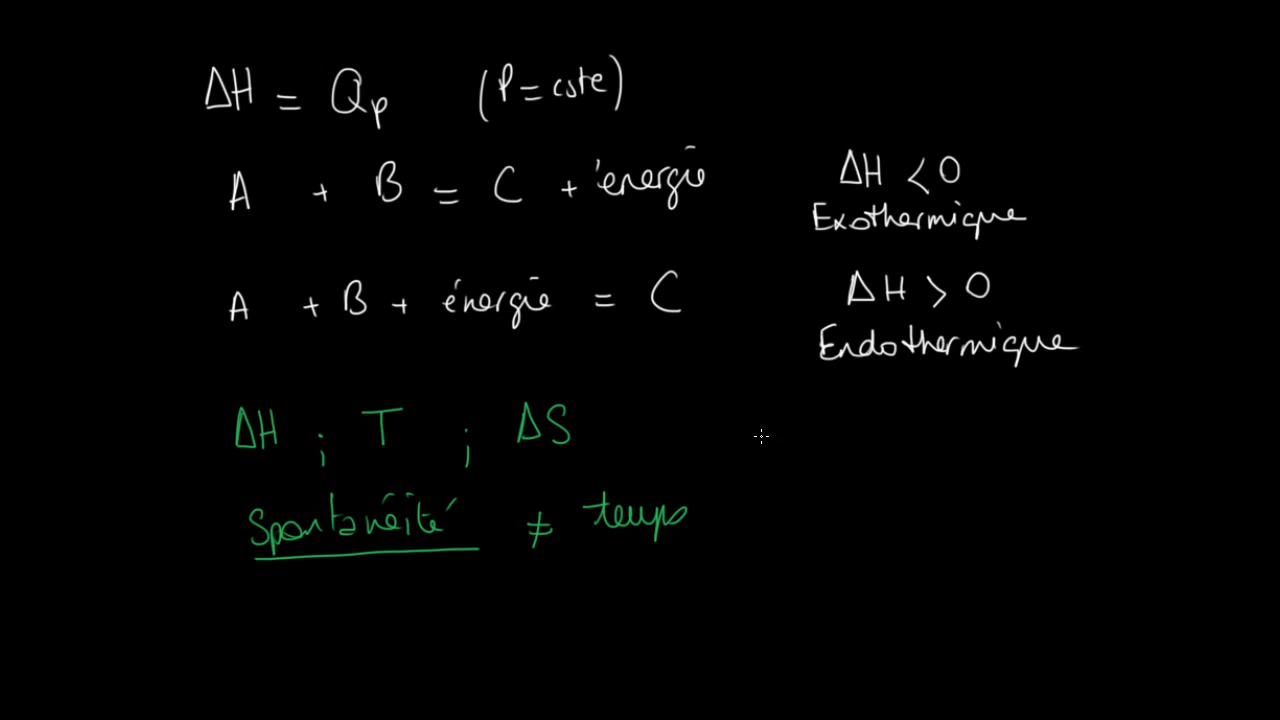 ΔH = Qp (P = cste)
A + B = C + énergie
ΔH < 0
Exothermique
A + B + énergie = C
ΔH > 0
Endothermique
ΔH ; T ; ΔS
Spontanéité ≠ temps